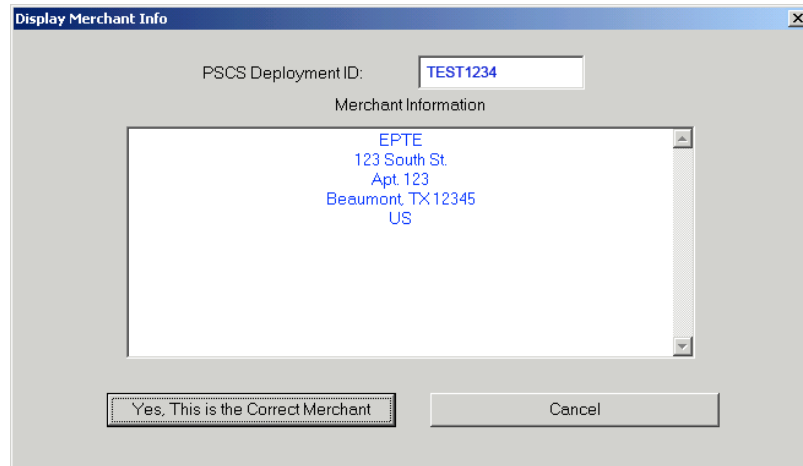 Display Merchant Info
PSCS Deployment ID: TEST1234
Merchant Information
EPTE
123 South St.
Apt. 123
Beaumont, TX 12345
US
Yes, This is the Correct Merchant Cancel